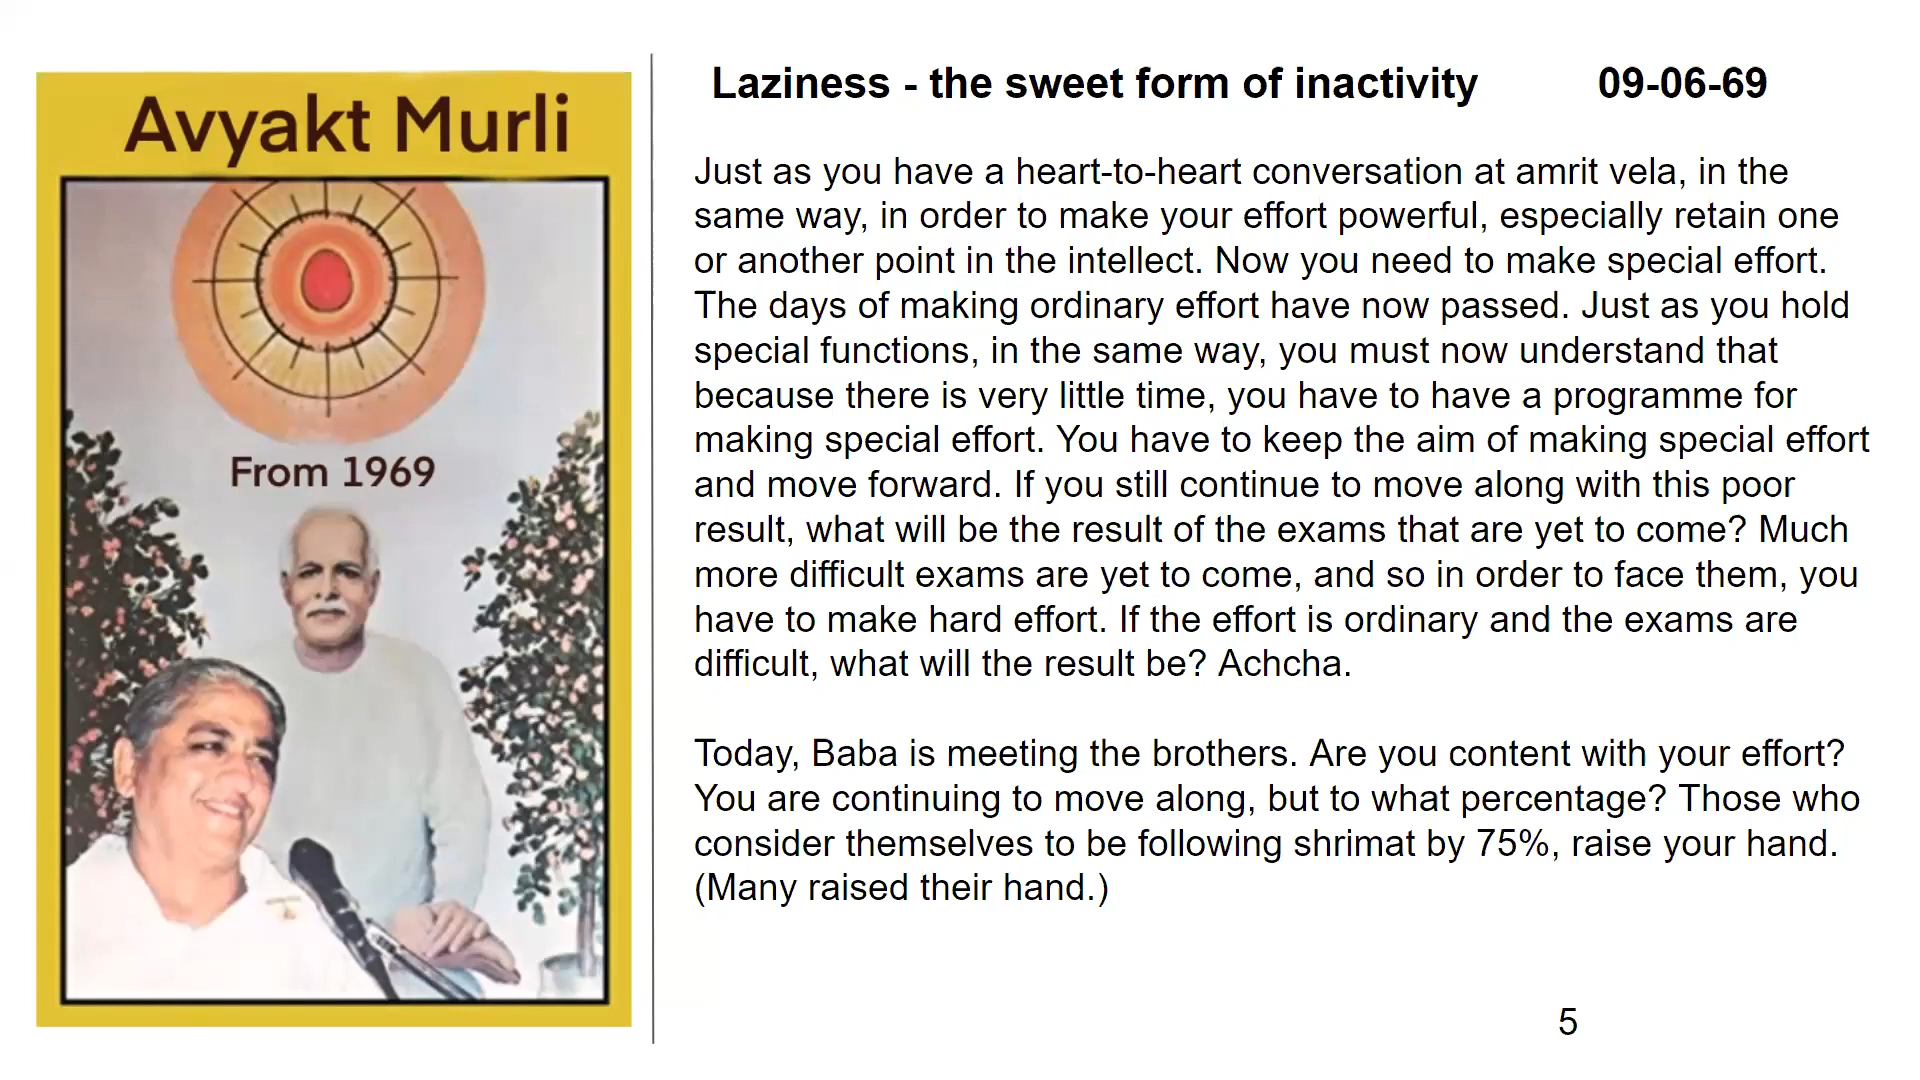 Avyakt Murli
From 1969
Laziness - the sweet form of inactivity 09-06-69
Just as you have a heart-to-heart conversation at amrit vela, in the
same way, in order to make your effort powerful, especially retain one
or another point in the intellect. Now you need to make special effort.
The days of making ordinary effort have now passed. Just as you hold
special functions, in the same way, you must now understand that
because there is very little time, you have to have a programme for
making special effort. You have to keep the aim of making special effort
and move forward. If you still continue to move along with this poor
result, what will be the result of the exams that are yet to come? Much
more difficult exams are yet to come, and so in order to face them, you
have to make hard effort. If the effort is ordinary and the exams are
difficult, what will the result be? Achcha.
Today, Baba is meeting the brothers. Are you content with your effort?
You are continuing to move along, but to what percentage? Those who
consider themselves to be following shrimat by 75%, raise your hand.
(Many raised their hand.)
5